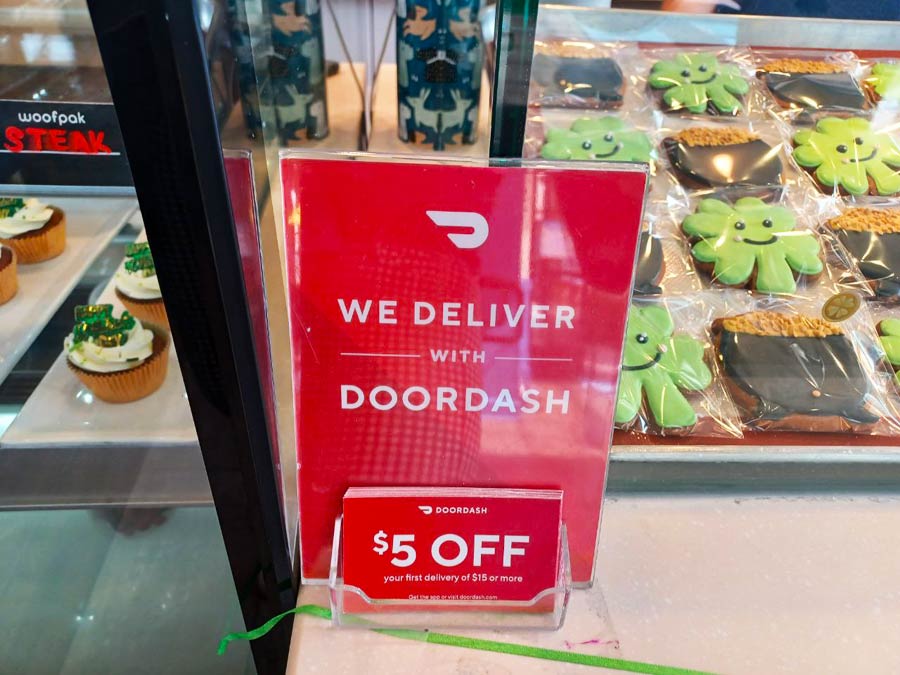 woofpak
STEAK
WE DELIVER
WITH
DOORDASH
DOORDASH
$5 OFF
your first delivery of $15 or more
Get the app or visit doordash.com